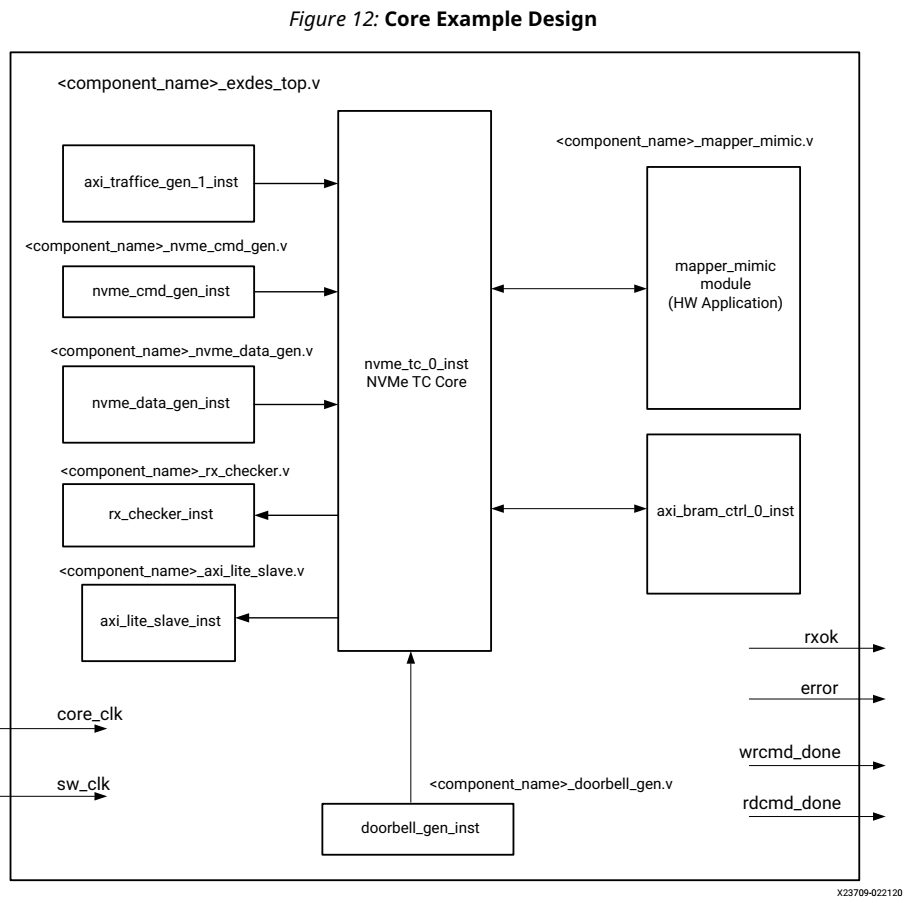 Figure 12: Core Example Design
<component_name>_exdes_top.v
<component_name>_mapper_mimic.v
axi_traffice_gen_1_inst
<component_name>_nvme_cmd_gen.v
nvme_cmd_gen_inst
mapper_mimic
module
(HW Application)
<component_name>_nvme_data_gen.v
nvme_data_gen_inst
nvme_tc_0_inst
NVMe TC Core
<component_name>_rx_checker.v
rx_checker_inst
axi_bram_ctrl_0_inst
<component_name>_axi_lite_slave.v
axi_lite_slave_inst
rxok
error
core_clk
wrcmd_done
sw_clk
<component_name>_doorbell_gen.v
rdcmd_done
doorbell_gen_inst
X23709-022120